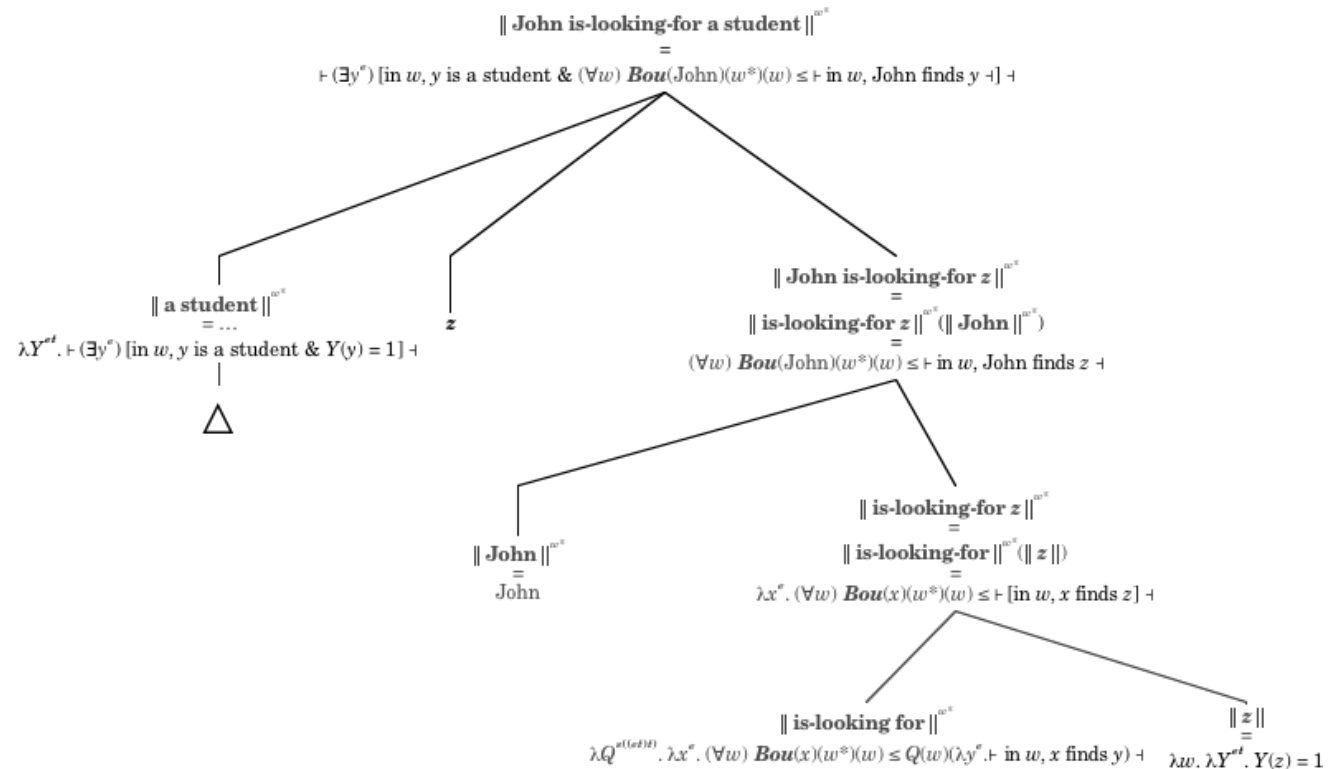 ‖ John is-looking-for a student ‖^w*
=
⊢ (∃y^e) [in w, y is a student & (∀w) Bou(John)(w*)(w) ≤ ⊢ in w, John finds y ⊣] ⊣
‖ John is-looking-for z ‖^w*
=
‖ is-looking-for z ‖^w*(‖ John ‖^w*)
=
(∀w) Bou(John)(w*)(w) ≤ ⊢ in w, John finds z ⊣
‖ a student ‖^w*
= …
λY^et. ⊢ (∃y^e) [in w, y is a student & Y(y) = 1] ⊣
z
‖ is-looking-for z ‖^w*
=
‖ is-looking-for ‖^w*(‖ z ‖)
=
λx^e. (∀w) Bou(x)(w*)(w) ≤ ⊢ [in w, x finds z] ⊣
‖ John ‖^w*
=
John
‖ is-looking for ‖^w*
λQ^s((et)t). λx^e. (∀w) Bou(x)(w*)(w) ≤ Q(w)(λy^e.⊢ in w, x finds y) ⊣
‖ z ‖
=
λw. λY^et. Y(z) = 1